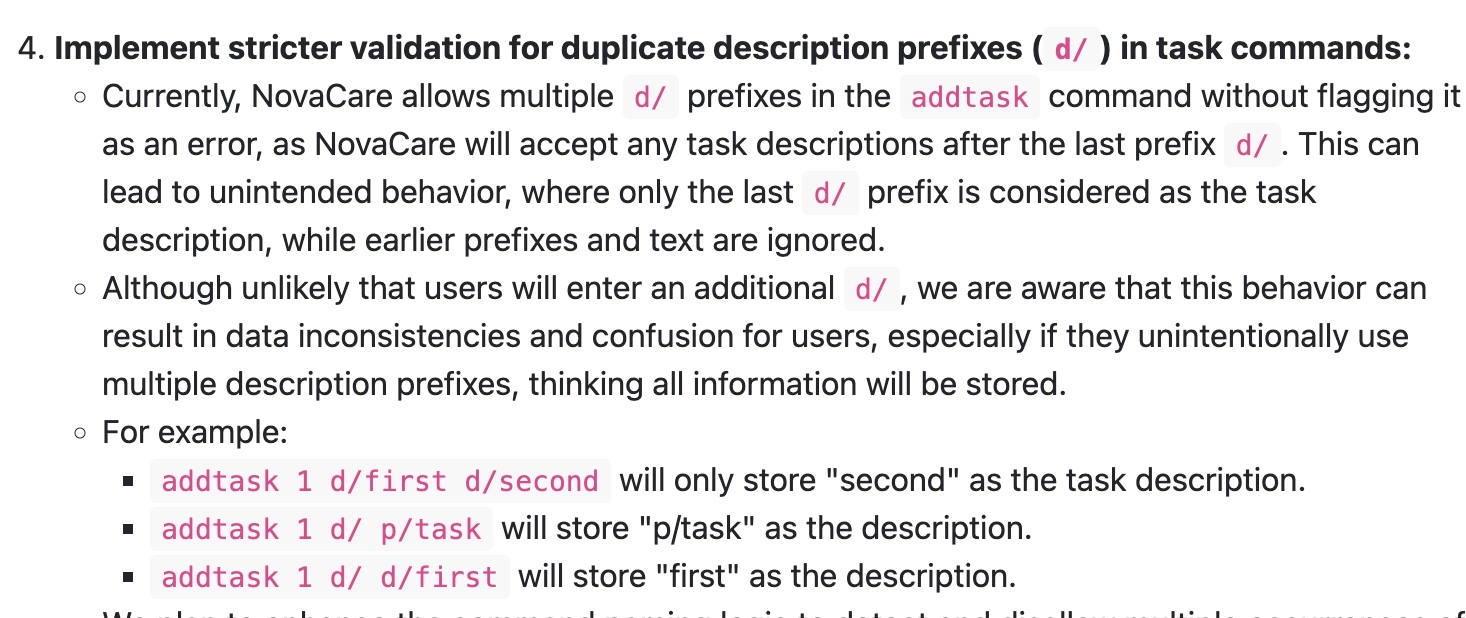 4. Implement stricter validation for duplicate description prefixes ( d/ ) in task commands:
Currently, NovaCare allows multiple d/ prefixes in the addtask command without flagging it
as an error, as NovaCare will accept any task descriptions after the last prefix d/ . This can
lead to unintended behavior, where only the last d/ prefix is considered as the task
description, while earlier prefixes and text are ignored.
Although unlikely that users will enter an additional d/ , we are aware that this behavior can
result in data inconsistencies and confusion for users, especially if they unintentionally use
multiple description prefixes, thinking all information will be stored.
For example:
addtask 1 d/first d/second will only store "second" as the task description.
addtask 1 d/ p/task will store "p/task" as the description.
addtask 1 d/ d/first will store "first" as the description.